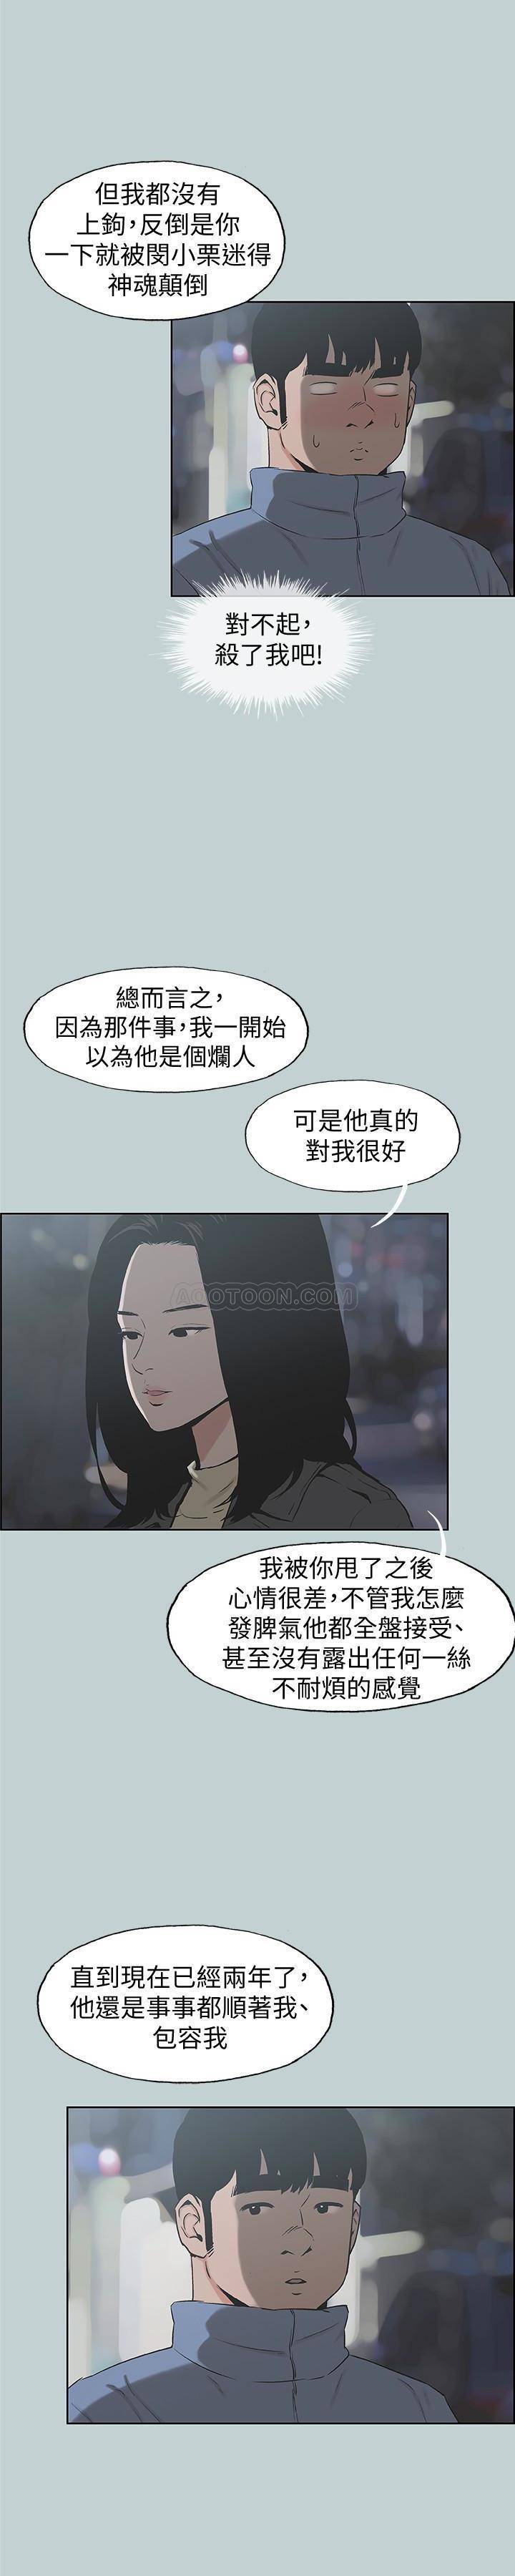 但我都沒有
上鉤，反倒是你
一下就被閔小栗迷得
神魂顛倒
對不起，
殺了我吧!
總而言之，
因為那件事，我一開始
以為他是個爛人
可是他真的
對我很好
AOOTOON.COM
我被你甩了之後
心情很差，不管我怎麼
發脾氣他都全盤接受、
甚至沒有露出任何一絲
不耐煩的感覺
直到現在已經兩年了，
他還是事事都順著我、
包容我